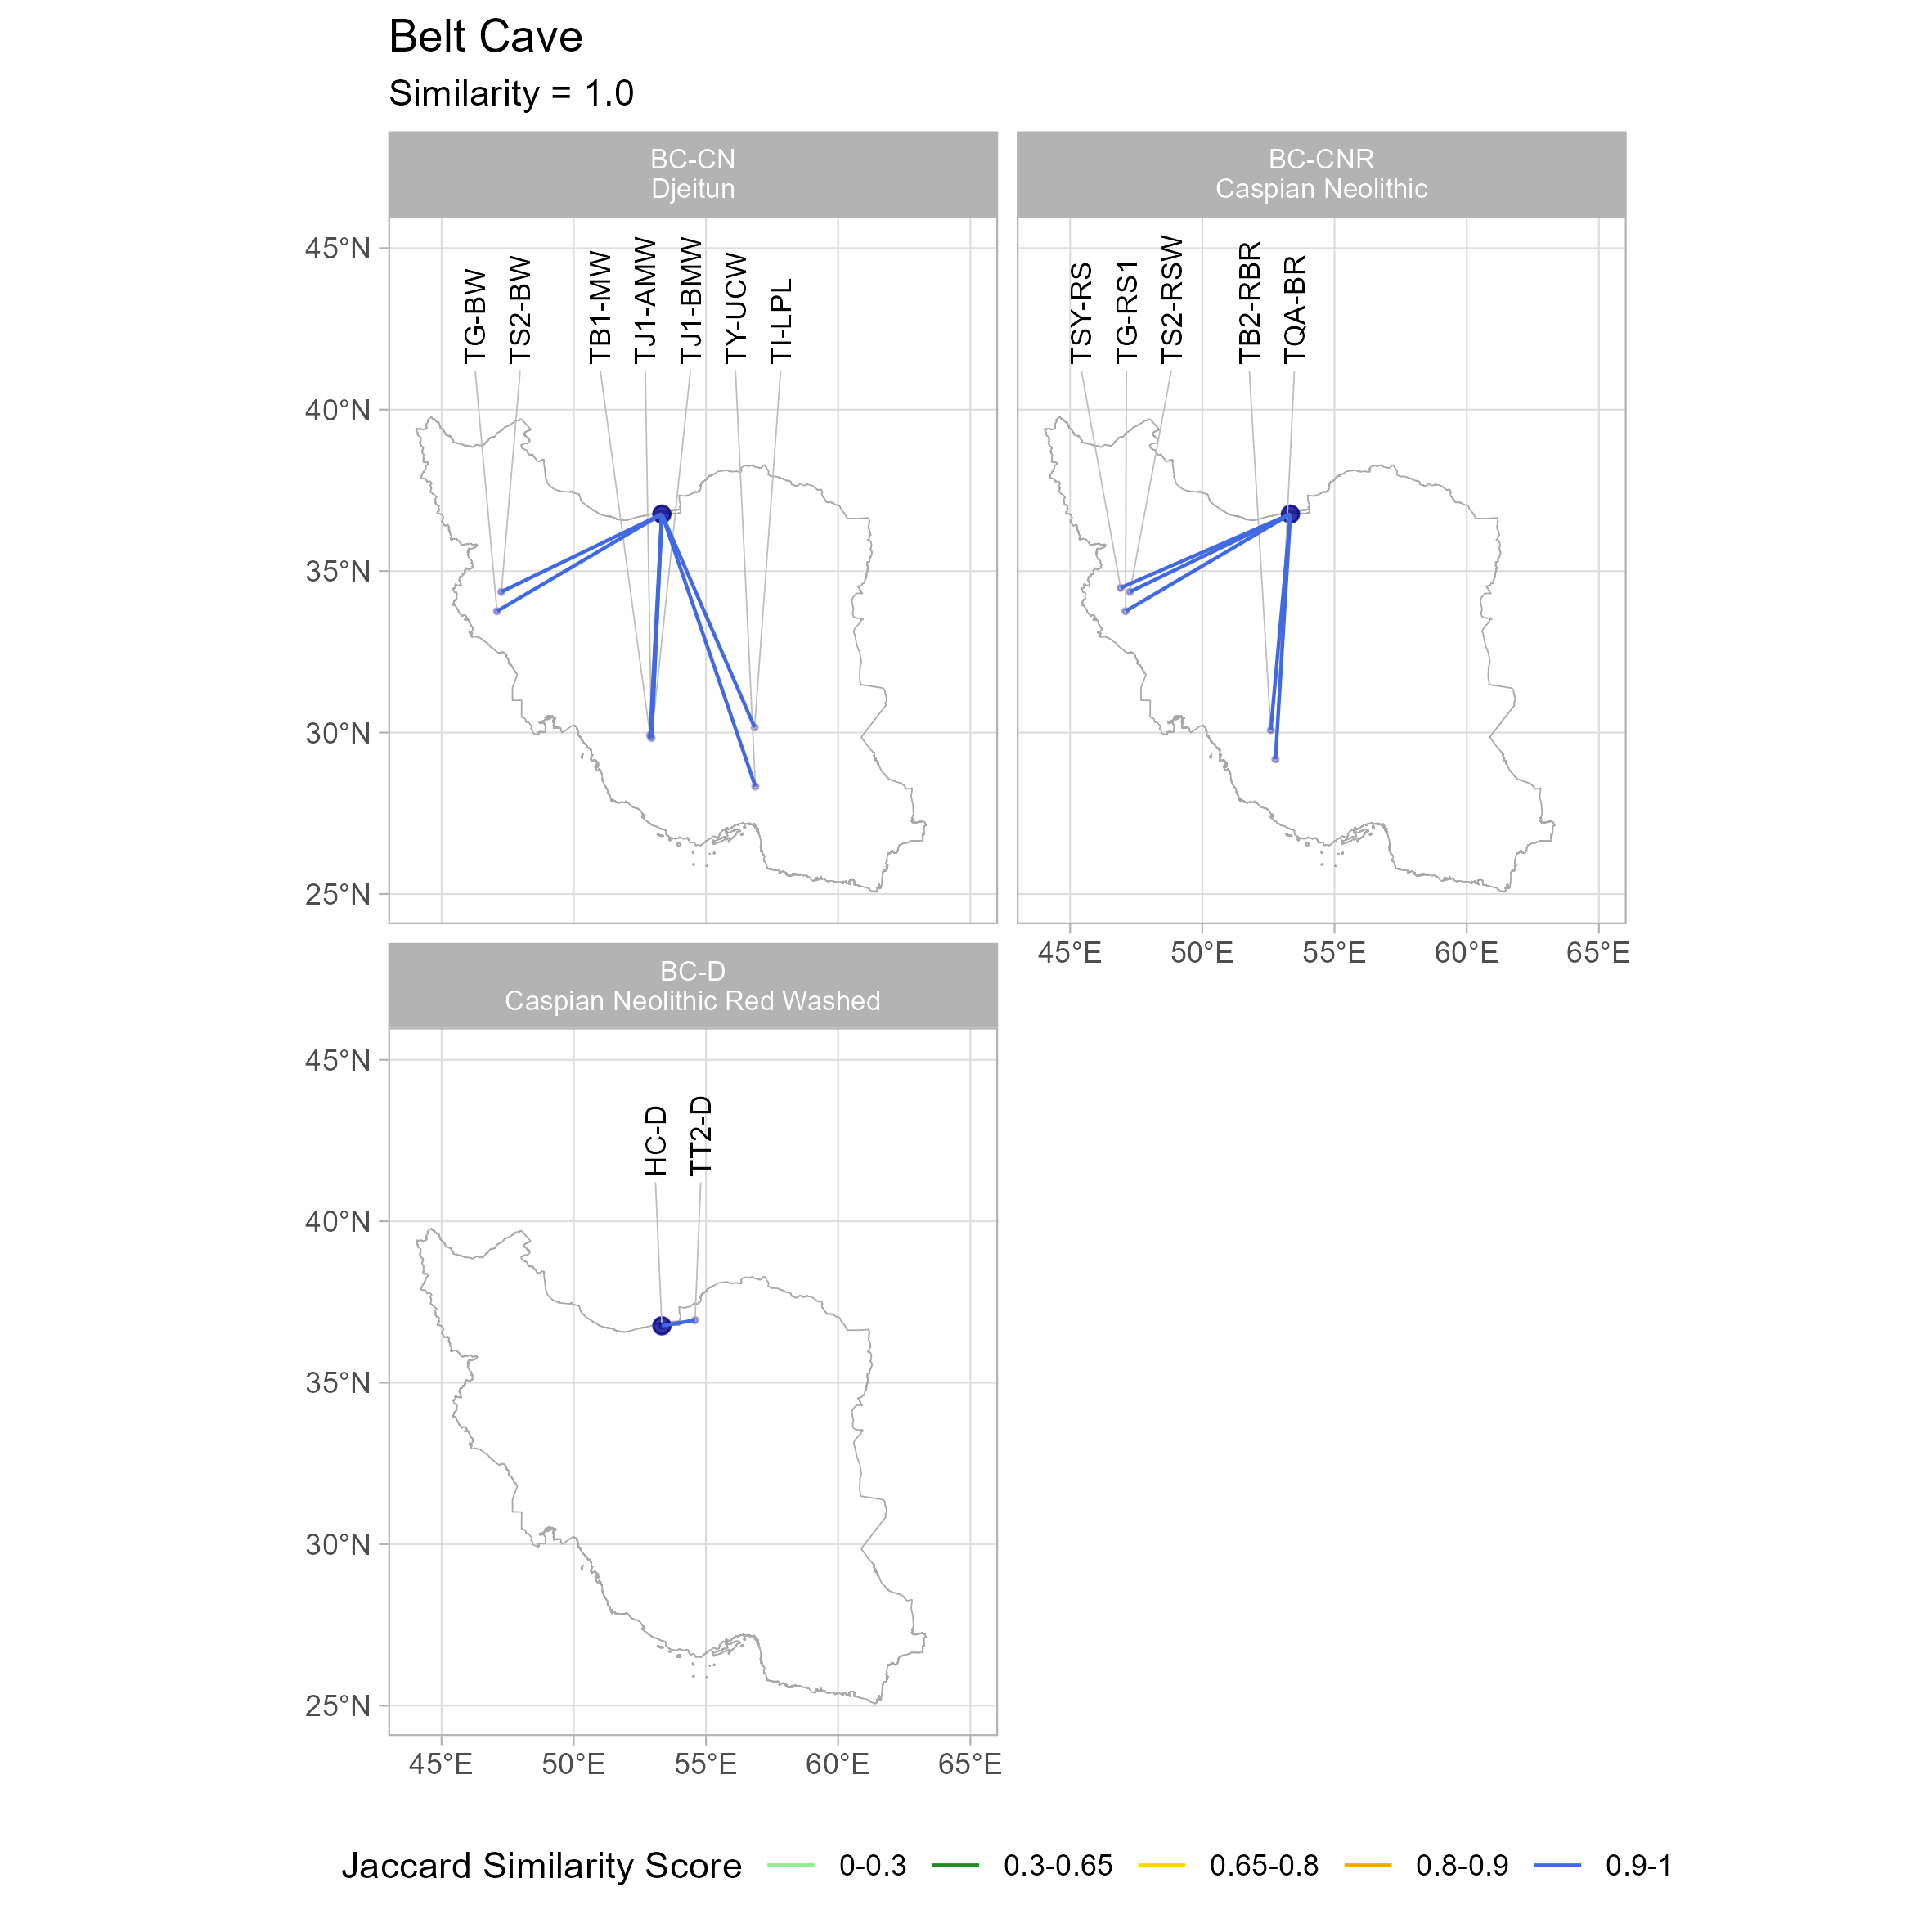 Belt Cave
Similarity = 1.0
BC-CN
Djeitun
BC-CNR
Caspian Neolithic
45°N
40°N
35°N
30°N
25°N
TG-BW
TS2-BW
TB1-MW
TJ1-AMW
TJ1-BMW
TY-UCW
TI-LPL
TSY-RS
TG-RS1
TS2-RSW
TB2-RBR
TQA-BR
45°E
50°E
55°E
60°E
65°E
BC-D
Caspian Neolithic Red Washed
45°N
40°N
35°N
30°N
25°N
HC-D
TT2-D
45°E
50°E
55°E
60°E
65°E
Jaccard Similarity Score
0-0.3
0.3-0.65
0.65-0.8
0.8-0.9
0.9-1